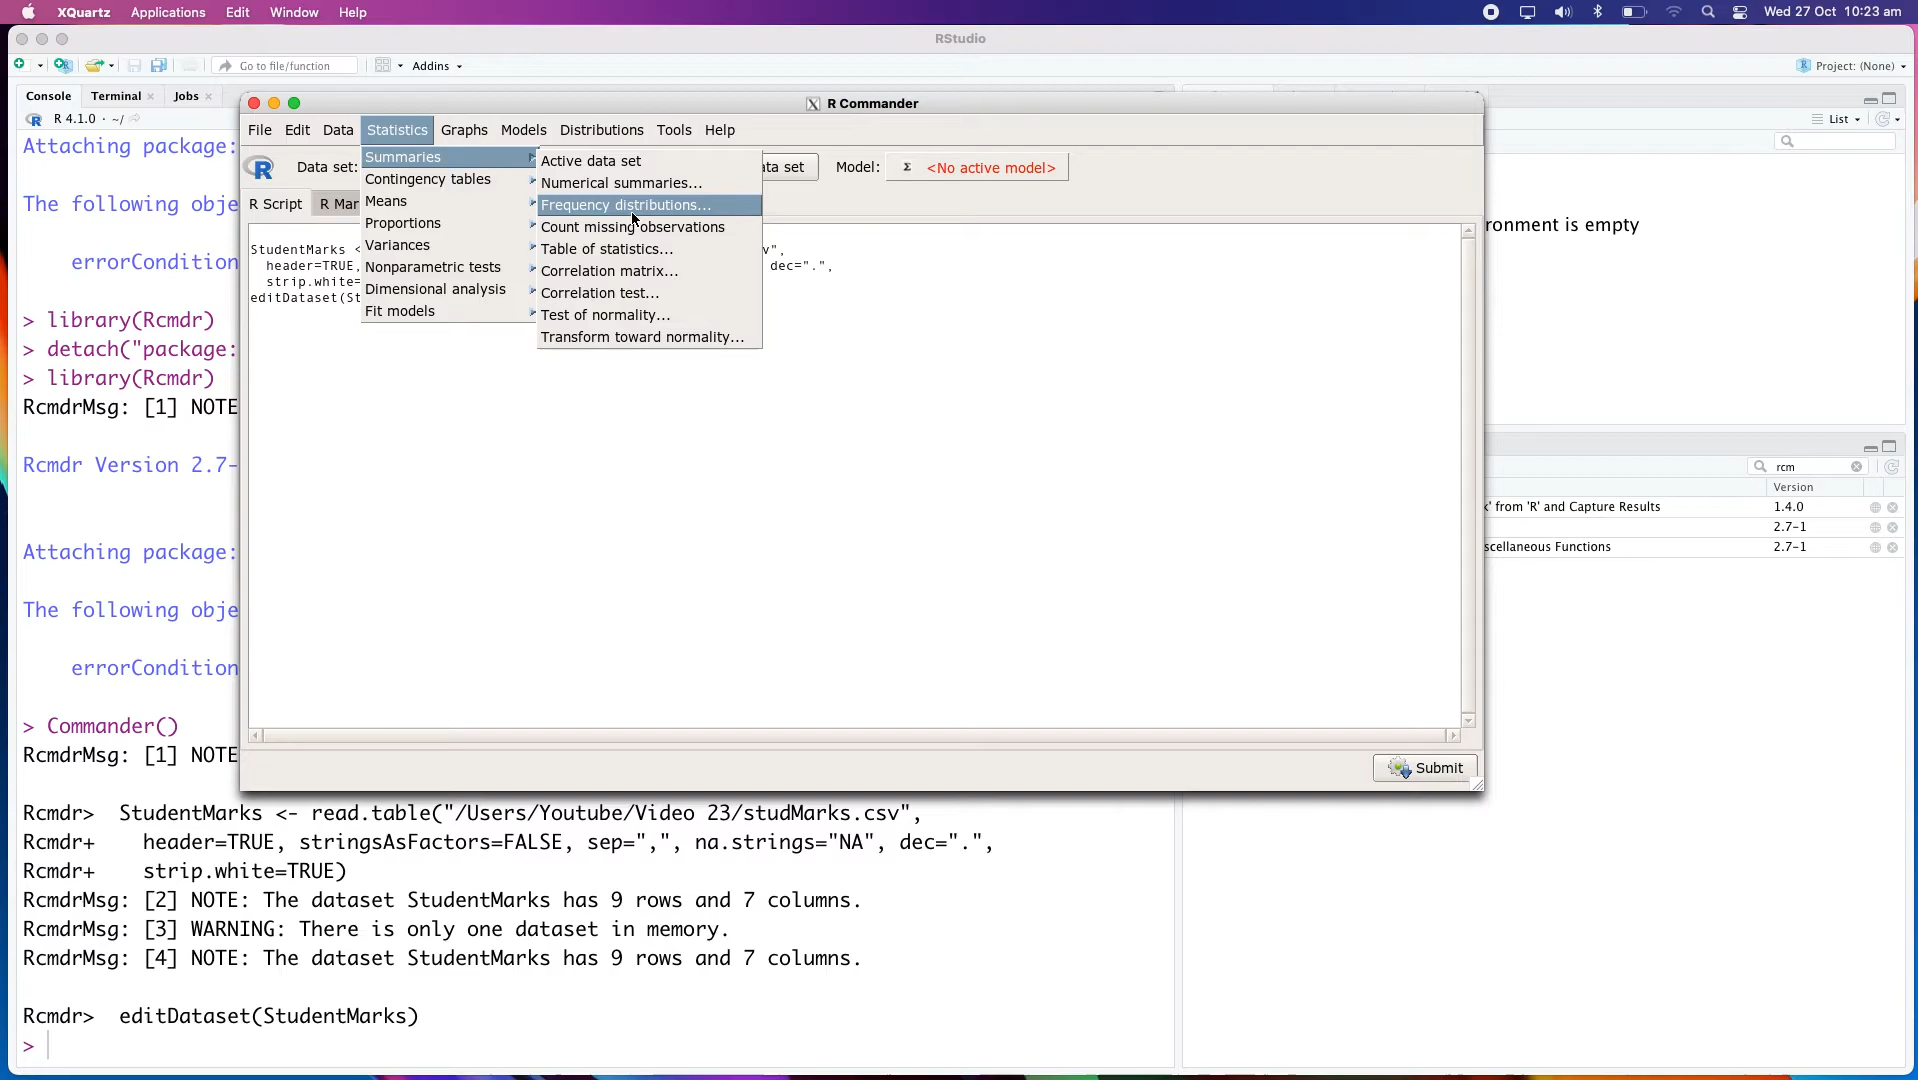 XQuartz Applications Edit Window Help Wed 27 Oct 10:23 am
RStudio
Go to file/function Addins Project: (None)
Console Terminal Jobs
R 4.1.0 · ~/ List
Attaching package:
The following obje
errorCondition
> library(Rcmdr)
> detach("package:
> library(Rcmdr)
RcmdrMsg: [1] NOTE
Rcmdr Version 2.7-
Attaching package:
The following obje
errorCondition
> Commander()
RcmdrMsg: [1] NOTE
Rcmdr> StudentMarks <- read.table("/Users/Youtube/Video 23/studMarks.csv",
Rcmdr+ header=TRUE, stringsAsFactors=FALSE, sep=",", na.strings="NA", dec=".",
Rcmdr+ strip.white=TRUE)
RcmdrMsg: [2] NOTE: The dataset StudentMarks has 9 rows and 7 columns.
RcmdrMsg: [3] WARNING: There is only one dataset in memory.
RcmdrMsg: [4] NOTE: The dataset StudentMarks has 9 rows and 7 columns.
Rcmdr> editDataset(StudentMarks)
>
R Commander
File Edit Data Statistics Graphs Models Distributions Tools Help
Data set: ata set Model: Σ <No active model>
R Script R Mar
StudentMarks < v",
header=TRUE, dec=".",
strip.white=
editDataset(St
Summaries
Contingency tables
Means
Proportions
Variances
Nonparametric tests
Dimensional analysis
Fit models
Active data set
Numerical summaries...
Frequency distributions...
Count missing observations
Table of statistics...
Correlation matrix...
Correlation test...
Test of normality...
Transform toward normality...
Submit
ronment is empty
rcm
Version
k' from 'R' and Capture Results 1.4.0
2.7-1
scellaneous Functions 2.7-1